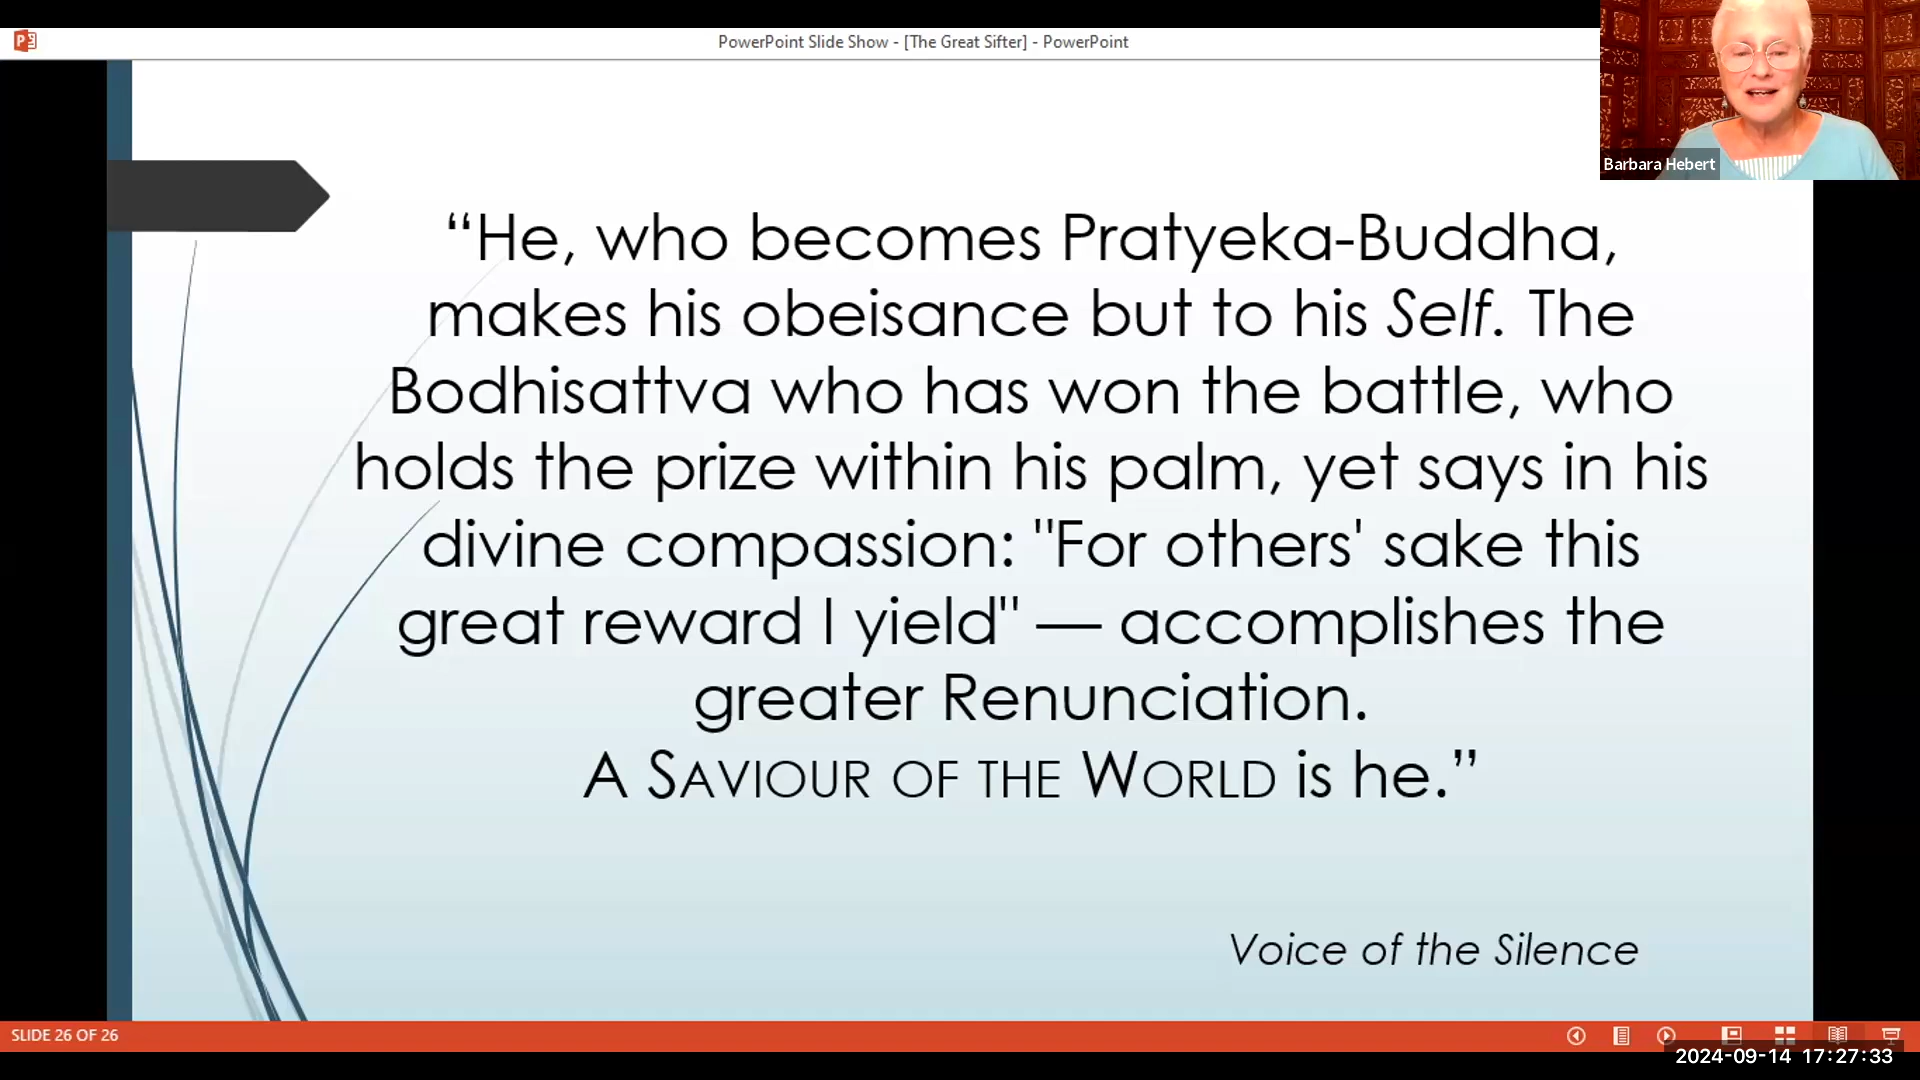 PowerPoint Slide Show - [The Great Sifter] - PowerPoint
Barbara Hebert
“He, who becomes Pratyeka-Buddha,
makes his obeisance but to his Self. The
Bodhisattva who has won the battle, who
holds the prize within his palm, yet says in his
divine compassion: "For others' sake this
great reward I yield" — accomplishes the
greater Renunciation.
A SAVIOUR OF THE WORLD is he.”
Voice of the Silence
SLIDE 26 OF 26
2024-09-14 17:27:33